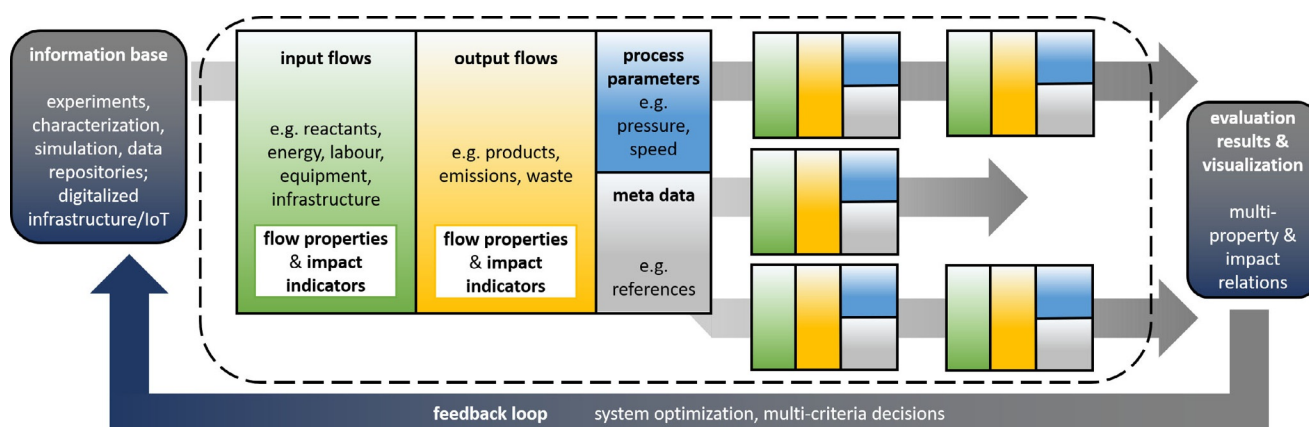 information base
experiments,
characterization,
simulation, data
repositories;
digitalized
infrastructure/IoT
input flows
e.g. reactants,
energy, labour,
equipment,
infrastructure
flow properties
& impact
indicators
output flows
e.g. products,
emissions, waste
flow properties
& impact
indicators
process
parameters
e.g.
pressure,
speed
meta data
e.g.
references
evaluation
results &
visualization
multi-
property &
impact
relations
feedback loop system optimization, multi-criteria decisions